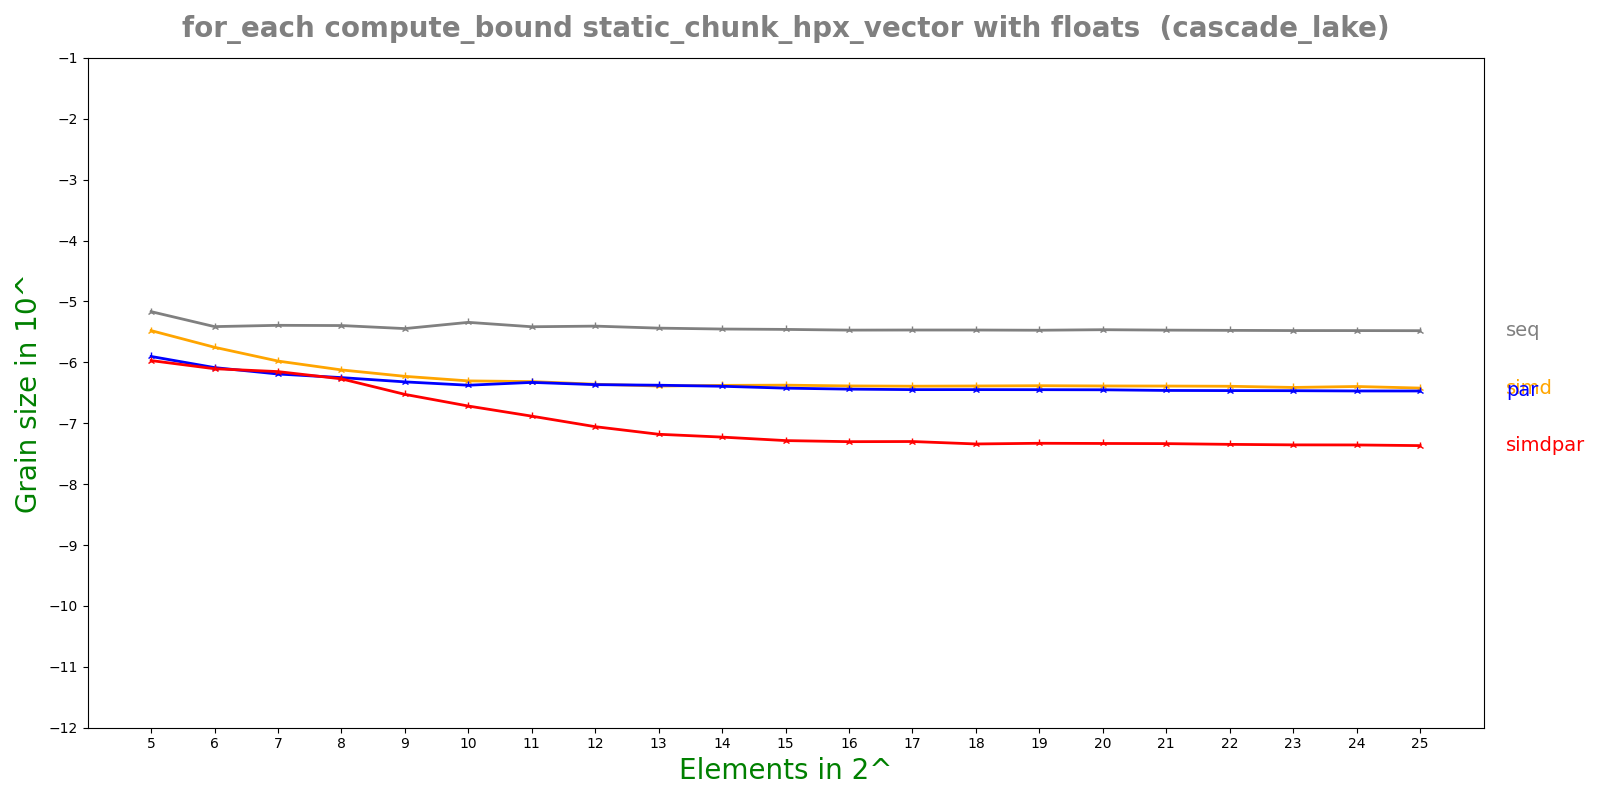 for_each compute_bound static_chunk_hpx_vector with floats (cascade_lake)
Grain size in 10^
−1
−2
−3
−4
−5
−6
−7
−8
−9
−10
−11
−12
seq
simd
par
simdpar
5 6 7 8 9 10 11 12 13 14 15 16 17 18 19 20 21 22 23 24 25
Elements in 2^